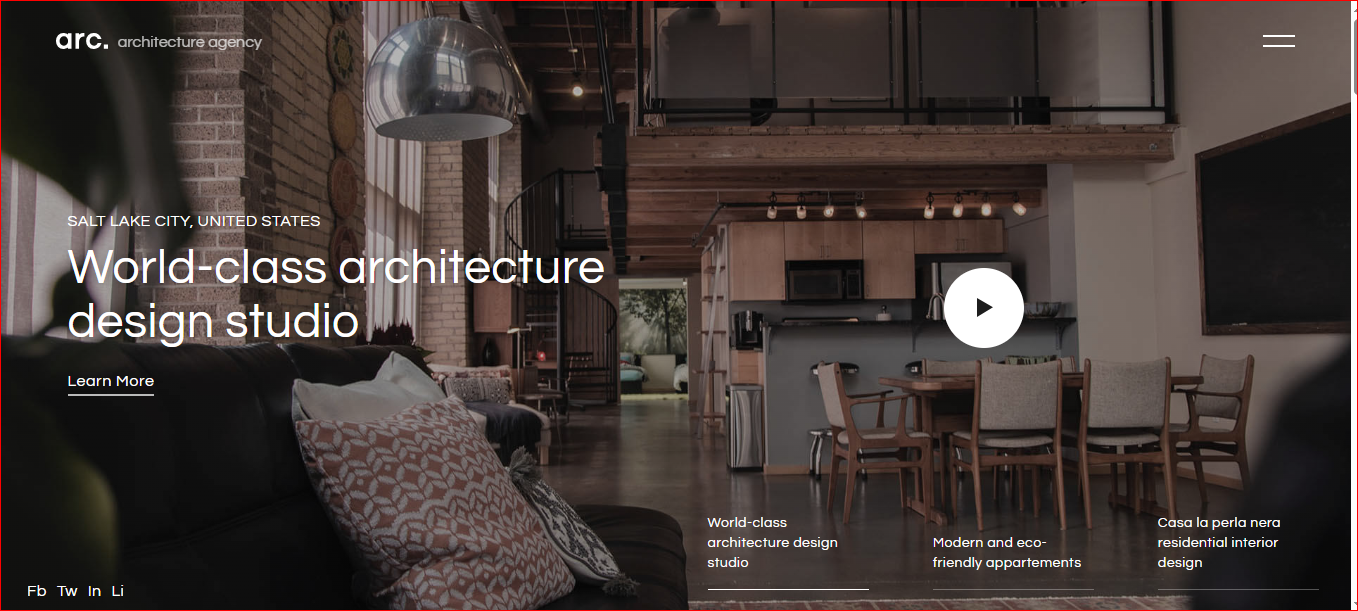 arc. architecture agency
SALT LAKE CITY, UNITED STATES
World-class architecture
design studio
Learn More
World-class
architecture design
studio
Modern and eco-
friendly appartements
Casa la perla nera
residential interior
design
Fb Tw In Li